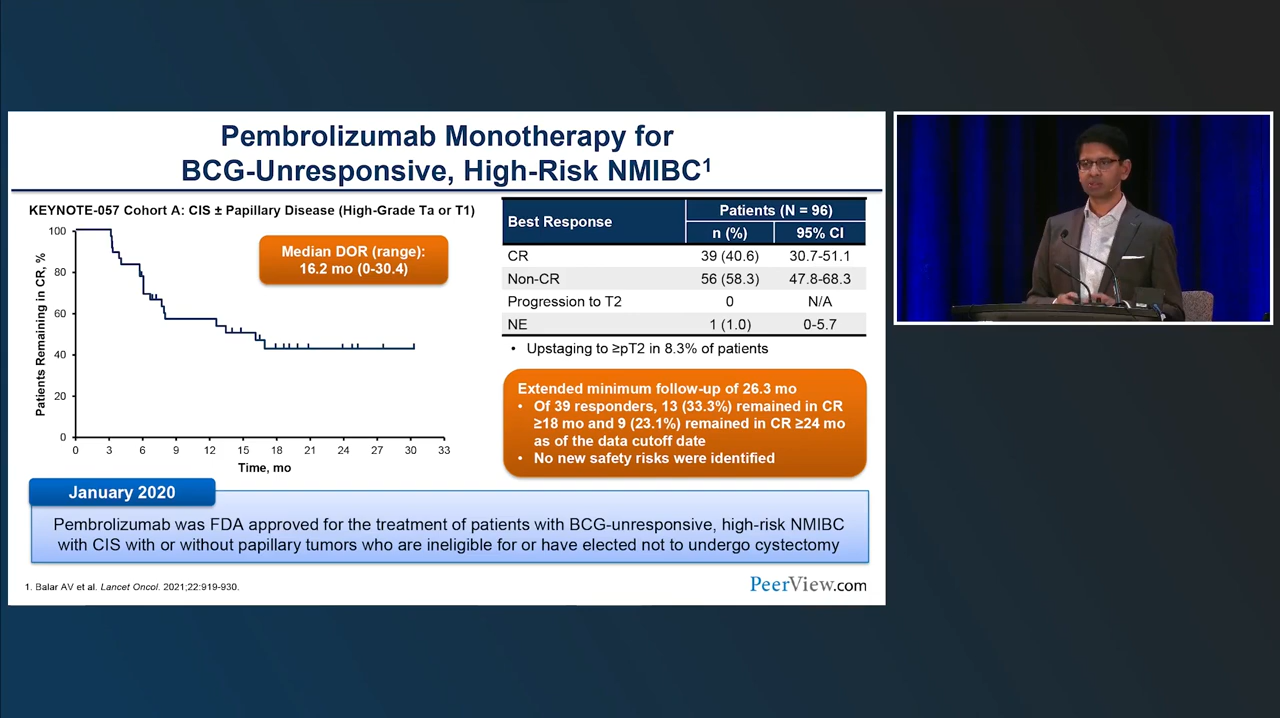 Pembrolizumab Monotherapy for
BCG-Unresponsive, High-Risk NMIBC1
KEYNOTE-057 Cohort A: CIS ± Papillary Disease (High-Grade Ta or T1)
Patients Remaining in CR, %
100
80
60
40
20
0
Median DOR (range):
16.2 mo (0-30.4)
0 3 6 9 12 15 18 21 24 27 30 33
Time, mo
Best Response Patients (N = 96)
n (%) 95% CI
CR 39 (40.6) 30.7-51.1
Non-CR 56 (58.3) 47.8-68.3
Progression to T2 0 N/A
NE 1 (1.0) 0-5.7
• Upstaging to ≥pT2 in 8.3% of patients
Extended minimum follow-up of 26.3 mo
• Of 39 responders, 13 (33.3%) remained in CR
≥18 mo and 9 (23.1%) remained in CR ≥24 mo
as of the data cutoff date
• No new safety risks were identified
January 2020
Pembrolizumab was FDA approved for the treatment of patients with BCG-unresponsive, high-risk NMIBC
with CIS with or without papillary tumors who are ineligible for or have elected not to undergo cystectomy
1. Balar AV et al. Lancet Oncol. 2021;22:919-930.
PeerView.com